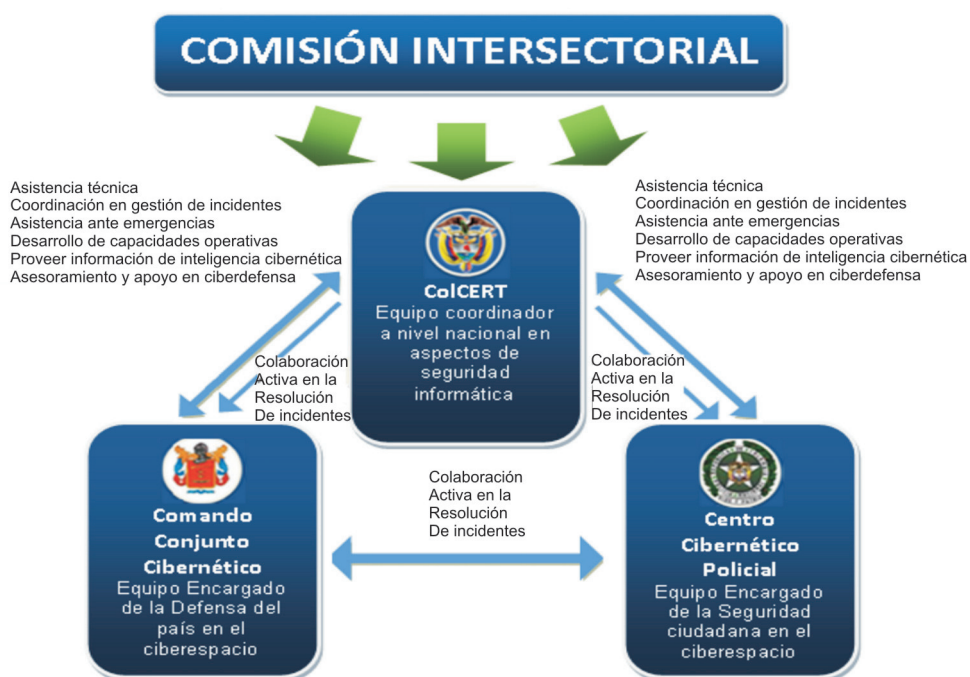 COMISIÓN INTERSECTORIAL
Asistencia técnica
Coordinación en gestión de incidentes
Asistencia ante emergencias
Desarrollo de capacidades operativas
Proveer información de inteligencia cibernética
Asesoramiento y apoyo en ciberdefensa
Asistencia técnica
Coordinación en gestión de incidentes
Asistencia ante emergencias
Desarrollo de capacidades operativas
Proveer información de inteligencia cibernética
Asesoramiento y apoyo en ciberdefensa
ColCERT
Equipo coordinador
a nivel nacional en
aspectos de
seguridad
informática
Colaboración
Activa en la
Resolución
De incidentes
Colaboración
Activa en la
Resolución
De incidentes
Comando
Conjunto
Cibernético
Equipo Encargado
de la Defensa del
país en el
ciberespacio
Colaboración
Activa en la
Resolución
De incidentes
Centro
Cibernético
Policial
Equipo Encargado
de la Seguridad
ciudadana en el
ciberespacio